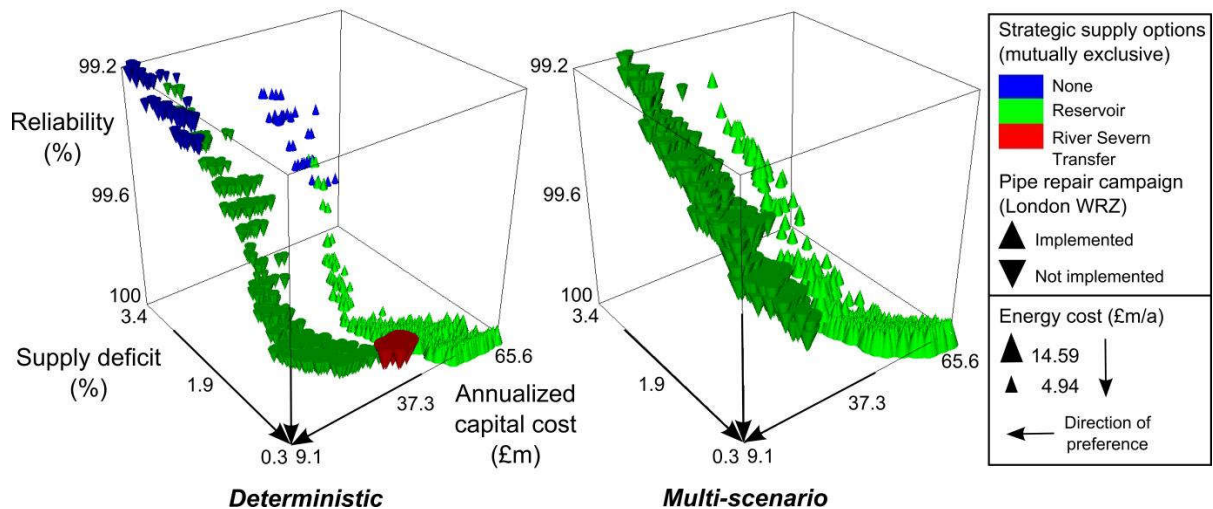 99.2
Reliability
(%)
99.6
100
3.4
Supply deficit
(%)
1.9
0.3
9.1
37.3
65.6
Annualized
capital cost
(£m)
Deterministic
99.2
99.6
100
3.4
1.9
0.3
9.1
37.3
65.6
Multi-scenario
Strategic supply options
(mutually exclusive)
None
Reservoir
River Severn
Transfer
Pipe repair campaign
(London WRZ)
Implemented
Not implemented
Energy cost (£m/a)
14.59
4.94
Direction of
preference